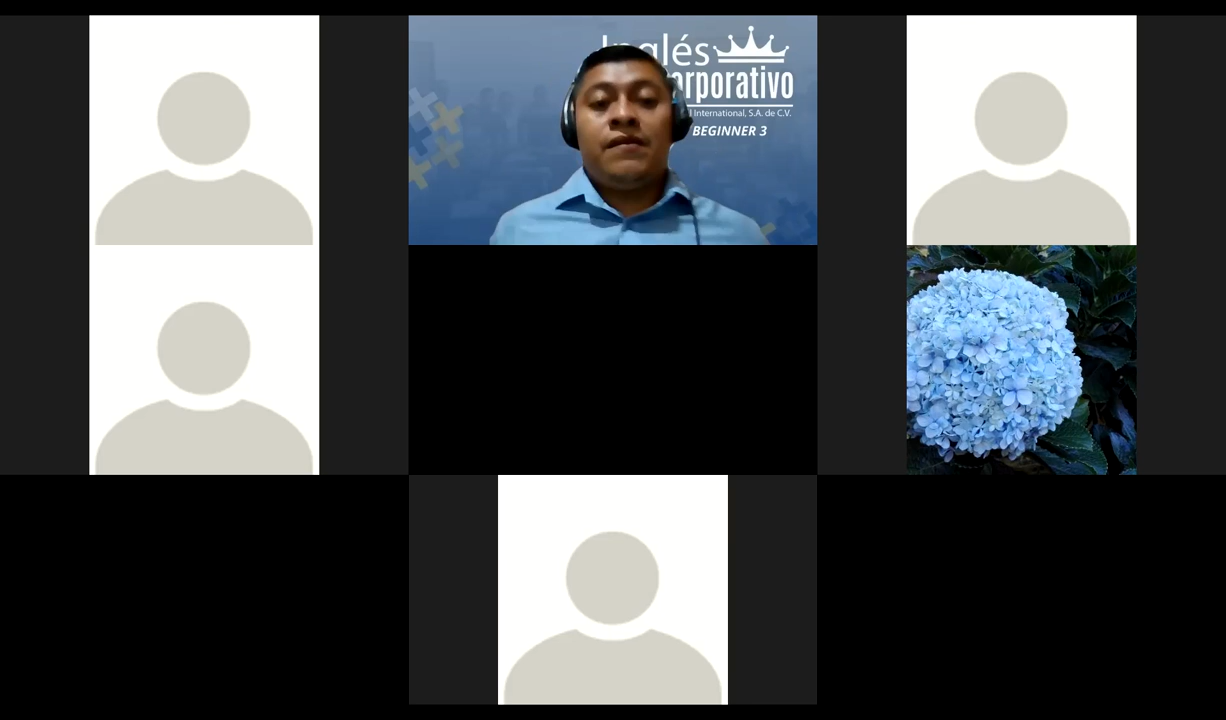 Inglés
orporativo
l International, S.A. de C.V.
BEGINNER 3